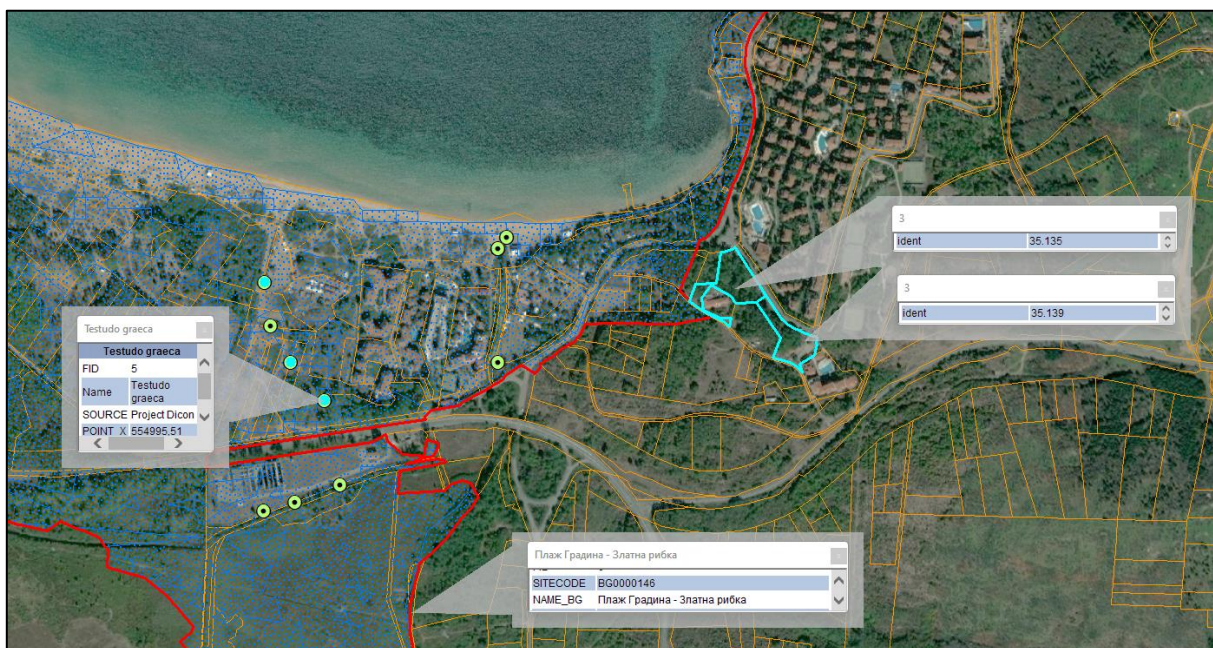 3
ident 35.135
3
ident 35.139
Testudo graeca
Testudo graeca
FID 5
Name Testudo
graeca
SOURCE Project Dicon
POINT_X 554995.51
Плаж Градина - Златна рибка
SITECODE BG0000146
NAME_BG Плаж Градина - Златна рибка